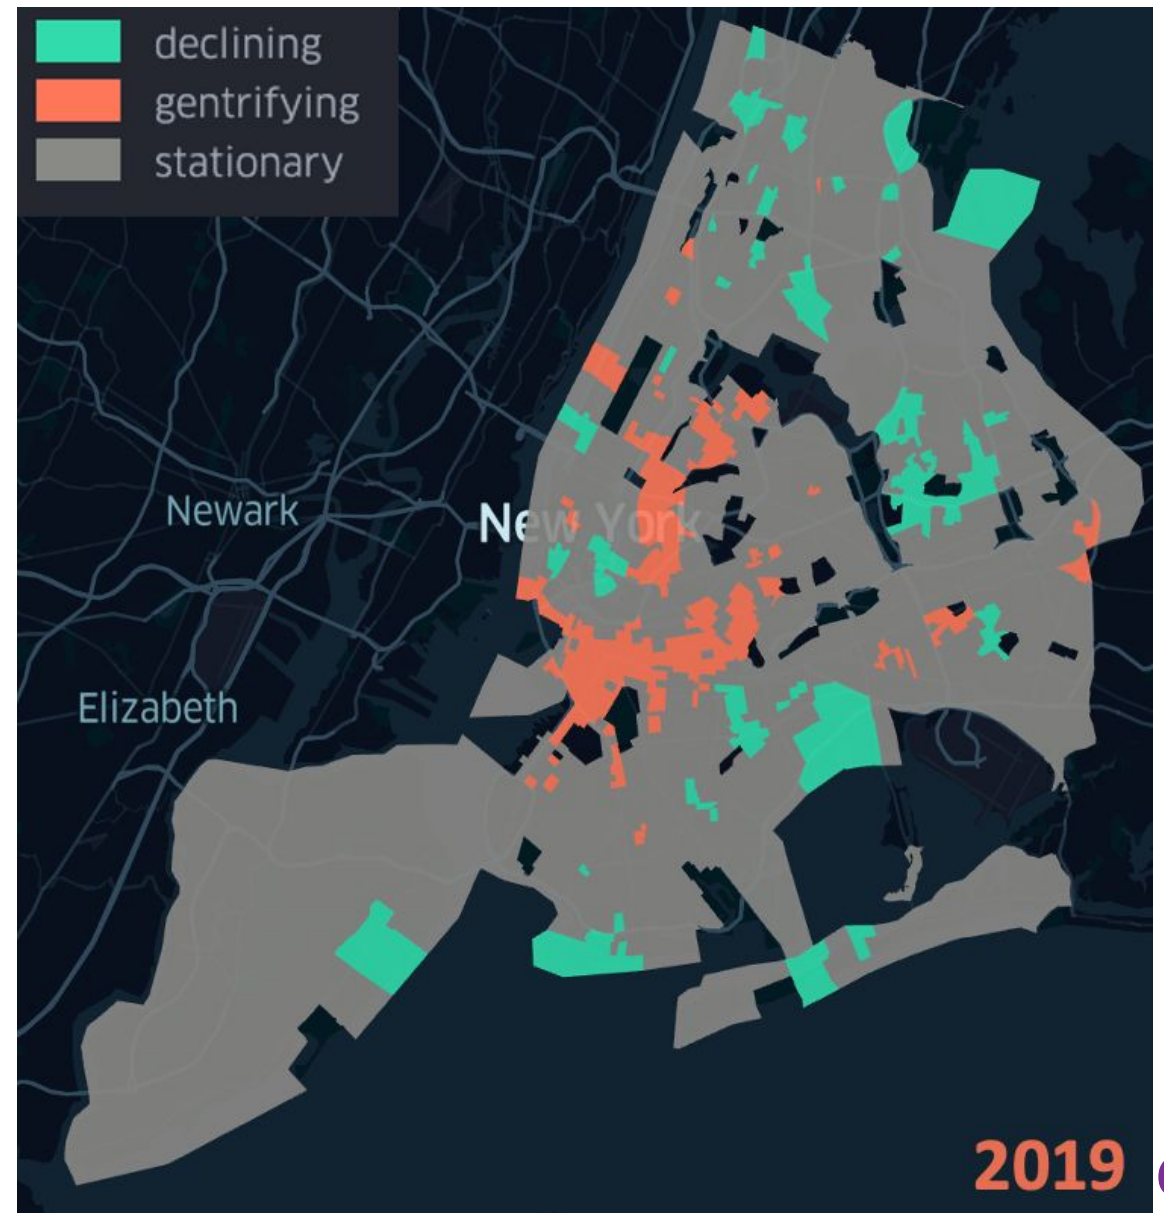 declining
gentrifying
stationary
Newark
New York
Elizabeth
2019